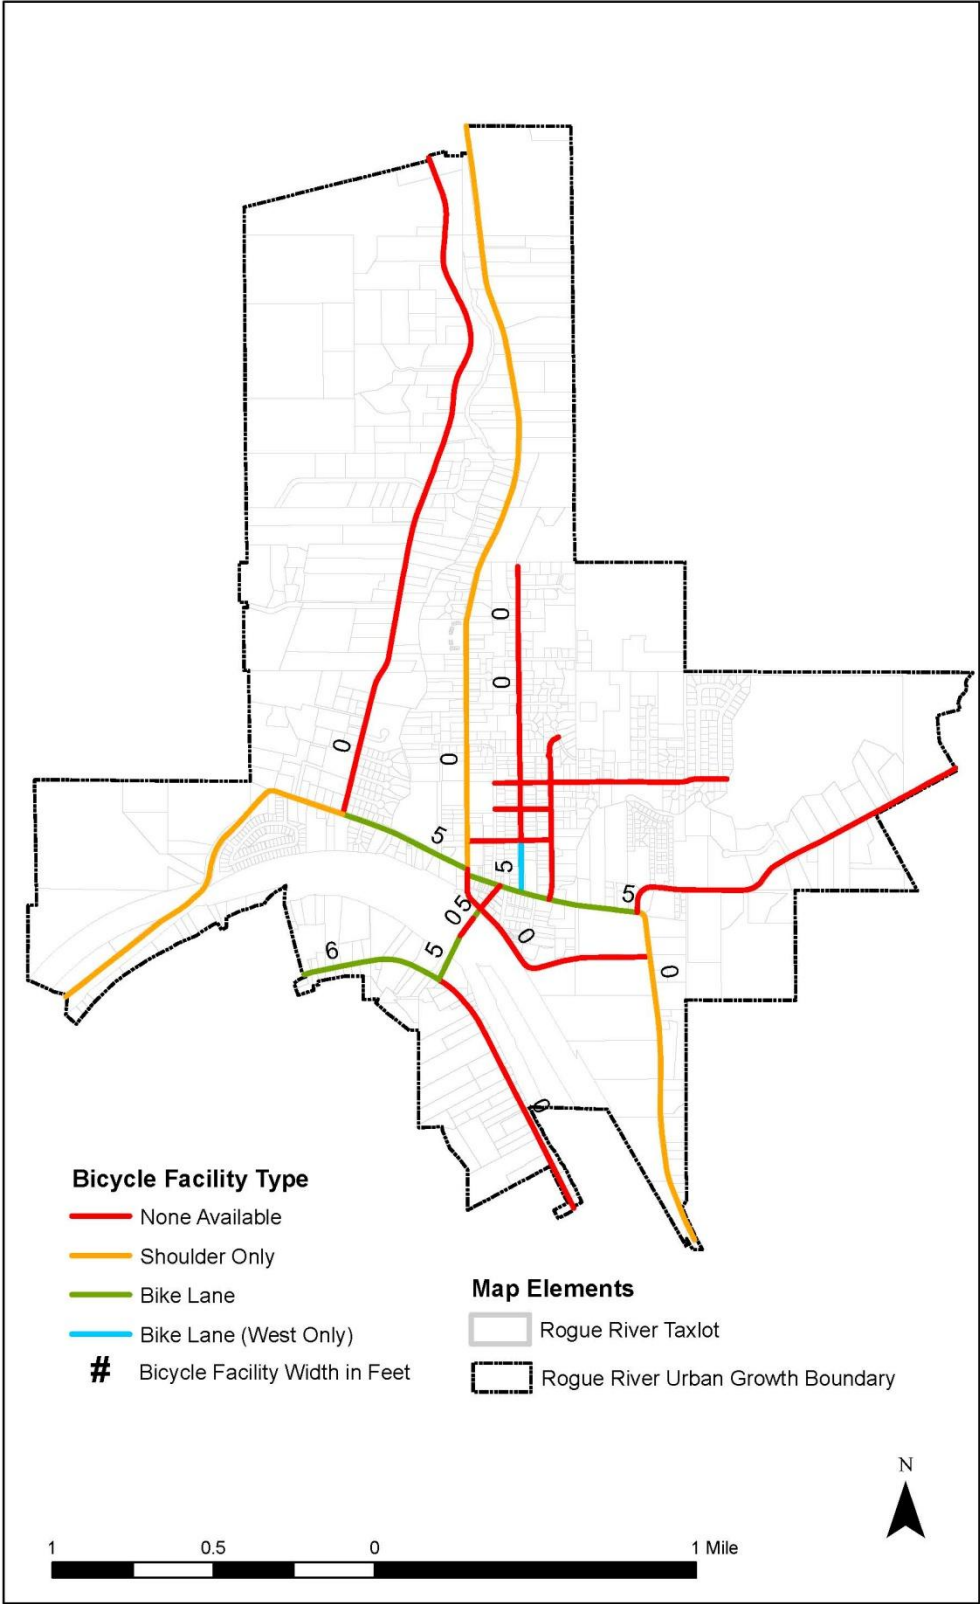 0
0
0
0
5
5
5
0
5
0
5
6
0
0
Bicycle Facility Type
None Available
Shoulder Only
Bike Lane
Bike Lane (West Only)
# Bicycle Facility Width in Feet
Map Elements
Rogue River Taxlot
Rogue River Urban Growth Boundary
N
1 0.5 0 1 Mile